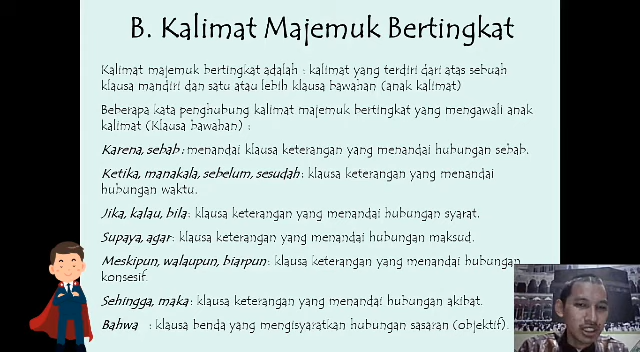 B. Kalimat Majemuk Bertingkat
Kalimat majemuk bertingkat adalah : kalimat yang terdiri dari atas sebuah
klausa mandiri dan satu atau lebih klausa bawahan (anak kalimat)
Beberapa kata penghubung kalimat majemuk bertingkat yang mengawali anak
kalimat (Klausa bawahan) :
Karena, sebab : menandai klausa keterangan yang menandai hubungan sebab.
Ketika, manakala, sebelum, sesudah : klausa keterangan yang menandai
hubungan waktu.
Jika, kalau, bila : klausa keterangan yang menandai hubungan syarat.
Supaya, agar : klausa keterangan yang menandai hubungan maksud.
Meskipun, walaupun, biarpun : klausa keterangan yang menandai hubungan
konsesif.
Sehingga, maka : klausa keterangan yang menandai hubungan akibat.
Bahwa : klausa benda yang mengisyaratkan hubungan sasaran (objektif).